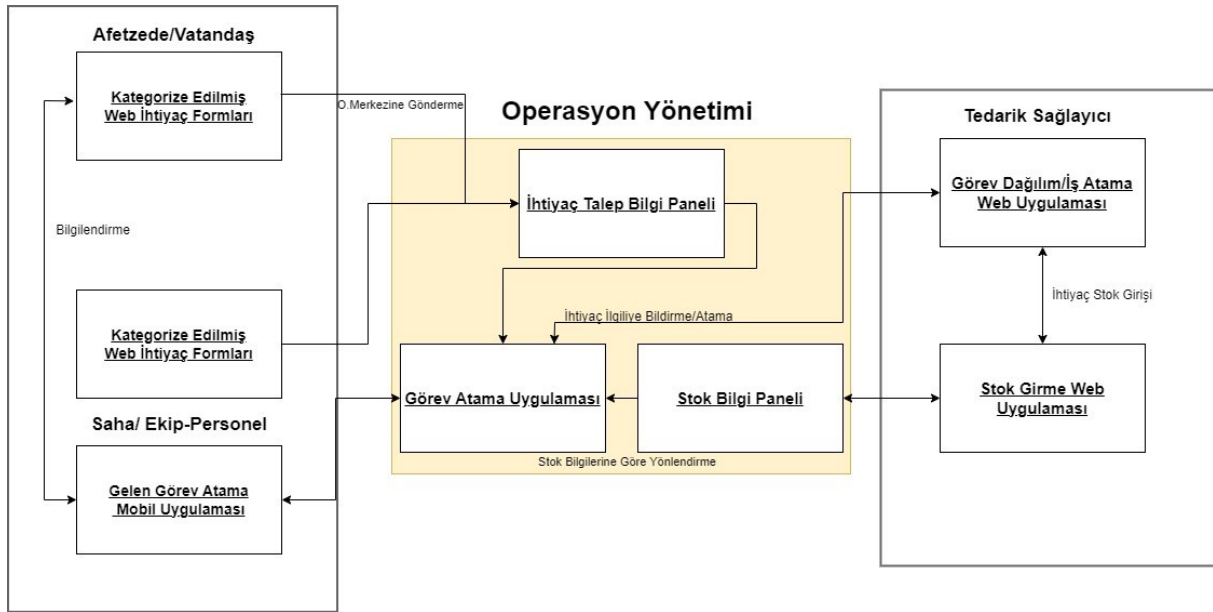 Afetzede/Vatandaş
Kategorize Edilmiş
Web İhtiyaç Formları
Bilgilendirme
Kategorize Edilmiş
Web İhtiyaç Formları
Saha/ Ekip-Personel
Gelen Görev Atama
Mobil Uygulaması
O.Merkezine Gönderme
Operasyon Yönetimi
İhtiyaç Talep Bilgi Paneli
İhtiyaç İlgiliye Bildirme/Atama
Görev Atama Uygulaması
Stok Bilgi Paneli
Stok Bilgilerine Göre Yönlendirme
Tedarik Sağlayıcı
Görev Dağılım/İş Atama
Web Uygulaması
İhtiyaç Stok Girişi
Stok Girme Web
Uygulaması